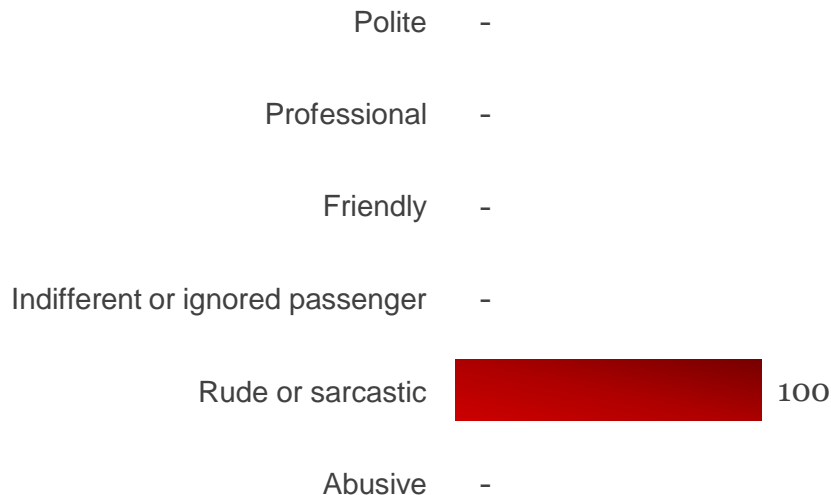 Polite -
Professional -
Friendly -
Indifferent or ignored passenger -
Rude or sarcastic 100
Abusive -